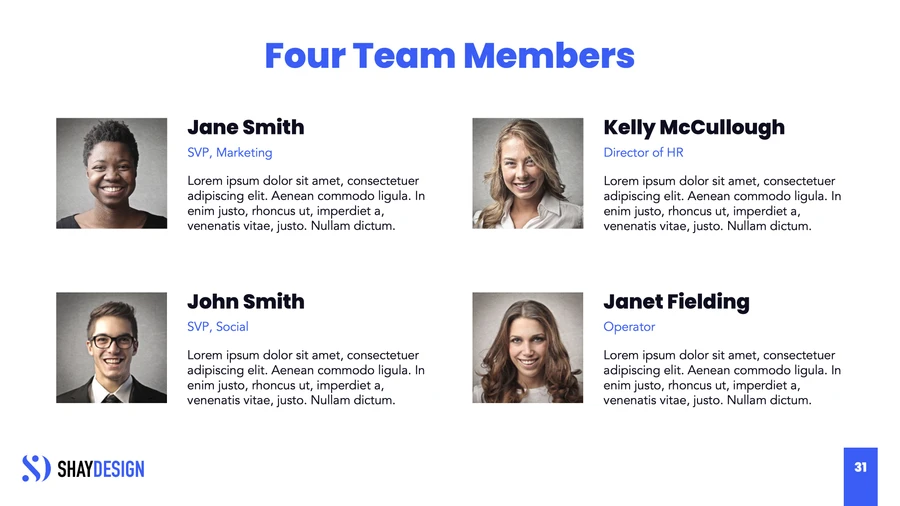 Four Team Members
Jane Smith
SVP, Marketing
Lorem ipsum dolor sit amet, consectetuer
adipiscing elit. Aenean commodo ligula. In
enim justo, rhoncus ut, imperdiet a,
venenatis vitae, justo. Nullam dictum.
Kelly McCullough
Director of HR
Lorem ipsum dolor sit amet, consectetuer
adipiscing elit. Aenean commodo ligula. In
enim justo, rhoncus ut, imperdiet a,
venenatis vitae, justo. Nullam dictum.
John Smith
SVP, Social
Lorem ipsum dolor sit amet, consectetuer
adipiscing elit. Aenean commodo ligula. In
enim justo, rhoncus ut, imperdiet a,
venenatis vitae, justo. Nullam dictum.
Janet Fielding
Operator
Lorem ipsum dolor sit amet, consectetuer
adipiscing elit. Aenean commodo ligula. In
enim justo, rhoncus ut, imperdiet a,
venenatis vitae, justo. Nullam dictum.
SHAYDESIGN
31